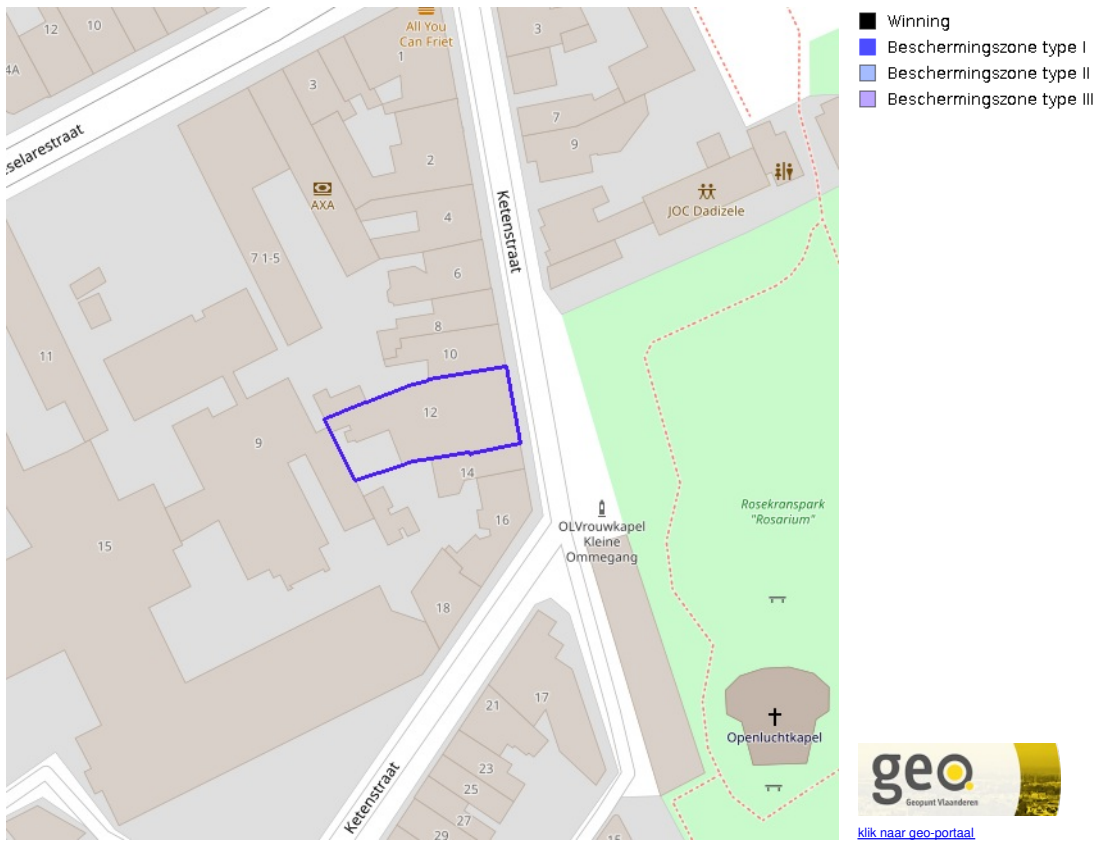 12
10
4A
All You
Can Friet
1
3
3
sselarestraat
7
9
2
AXA
JOC Dadizele
4
Ketenstraat
7 1-5
6
8
10
11
12
9
14
Rosekranspark
"Rosarium"
16
OLVrouwkapel
Kleine
Ommegang
15
18
17
21
Openluchtkapel
23
25
Ketenstraat
27
29
15
Winning
Beschermingszone type I
Beschermingszone type II
Beschermingszone type III
geo
Geopunt Vlaanderen
klik naar geo-portaal